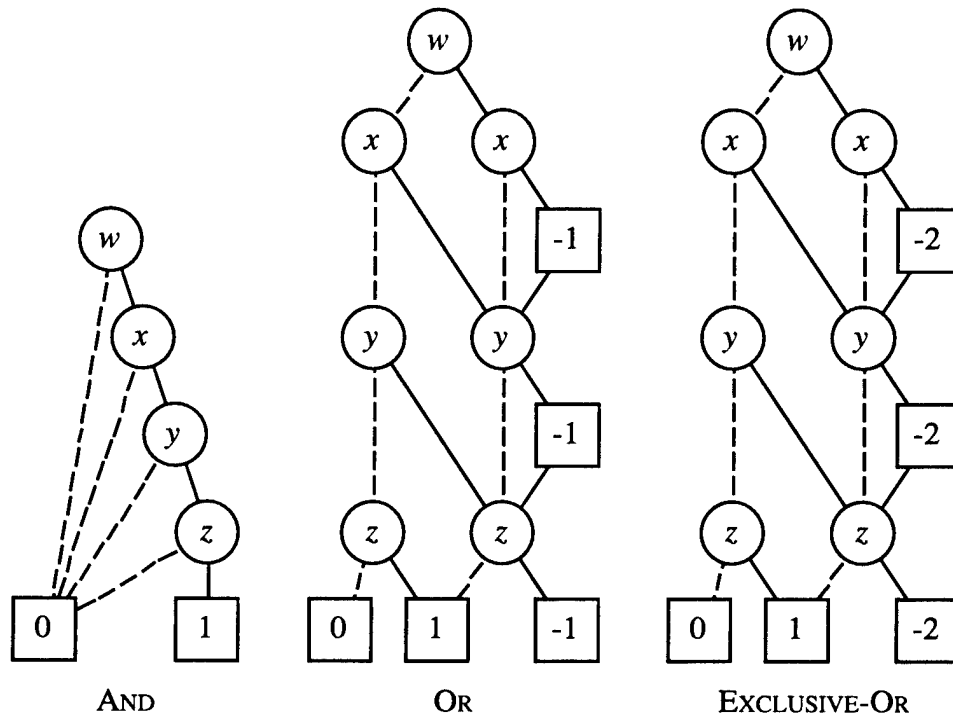 w
x
y
z
0 1
AND
w
x x
-1
y y
-1
z z
0 1 -1
OR
w
x x
-2
y y
-2
z z
0 1 -2
EXCLUSIVE-OR